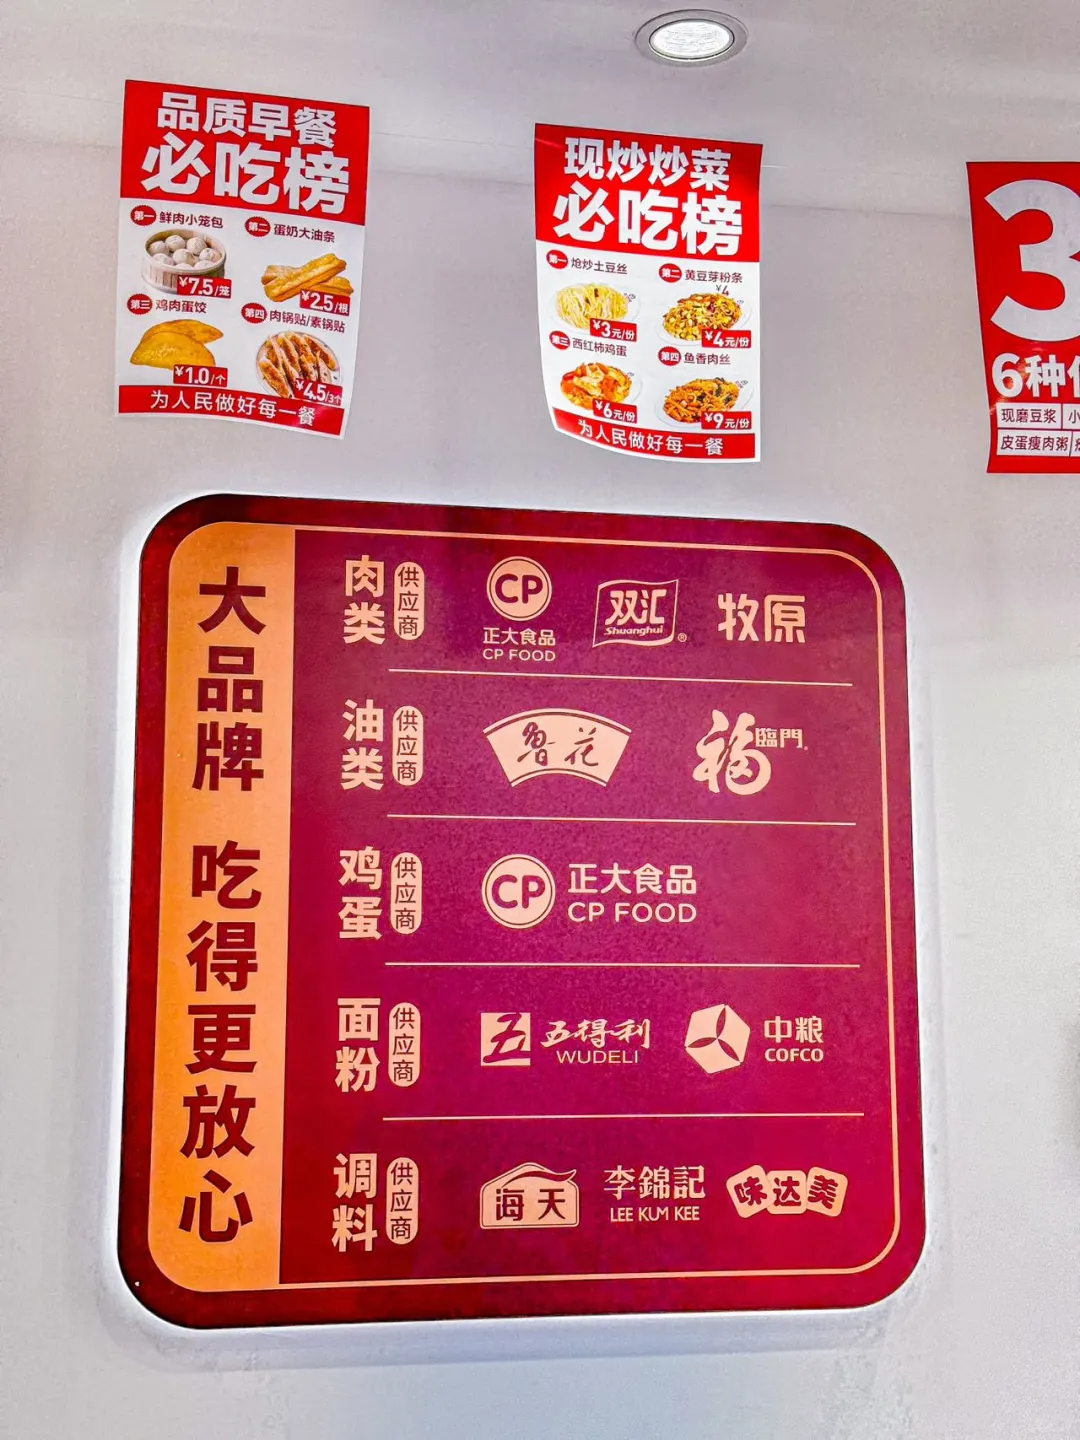 品质早餐
必吃榜
第一 鲜肉小笼包
¥7.5/笼
第二 蛋奶大油条
¥2.5/根
第三 鸡肉蛋饺
¥1.0/个
第四 肉锅贴/素锅贴
¥4.5/3个
为人民做好每一餐
现炒炒菜
必吃榜
第一 炝炒土豆丝
¥3元/份
第二 黄豆芽粉条
¥4
¥4元/份
第三 西红柿鸡蛋
¥6元/份
第四 鱼香肉丝
¥9元/份
为人民做好每一餐
3
6种
现磨豆浆 小
皮蛋瘦肉粥
大品牌 吃得更放心
肉类 供应商
CP
正大食品
CP FOOD
双汇
Shuanghui®
牧原
油类 供应商
魯花
福臨門
鸡蛋 供应商
CP
正大食品
CP FOOD
面粉 供应商
五
五得利
WUDELI
中粮
COFCO
调料 供应商
海天
李錦記
LEE KUM KEE
味达美